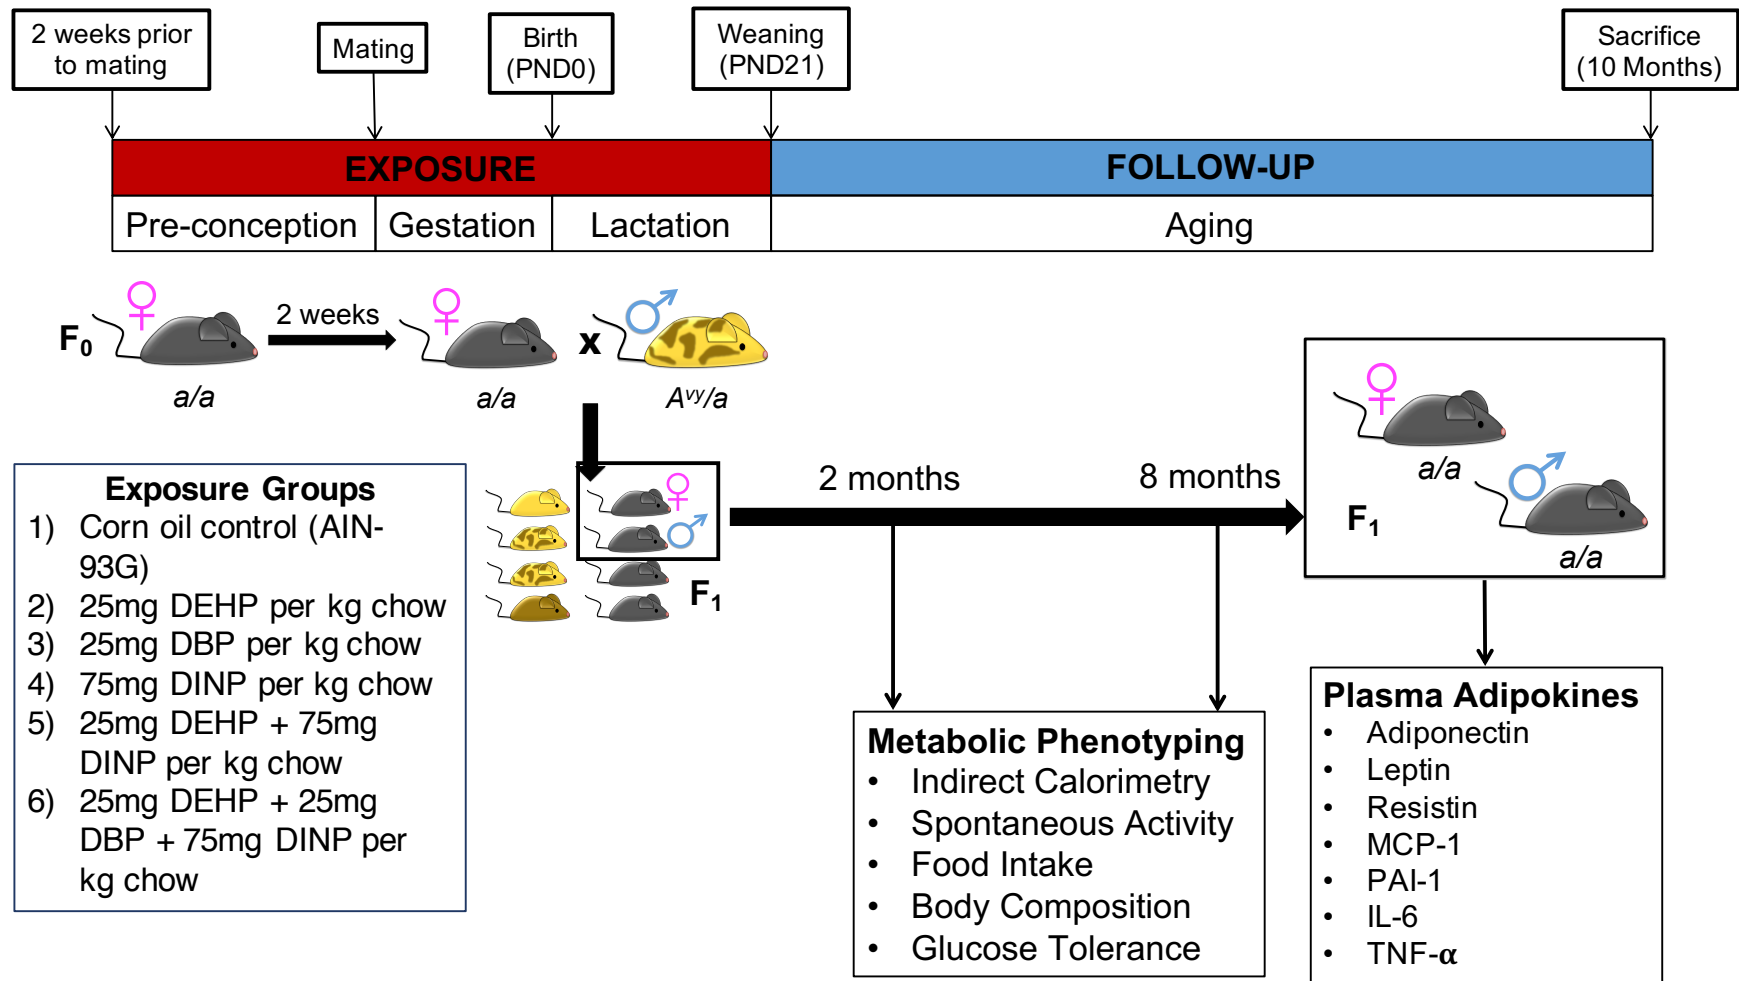 2 weeks prior
to mating
Mating
Birth
(PND0)
Weaning
(PND21)
Sacrifice
(10 Months)
EXPOSURE
FOLLOW-UP
Pre-conception
Gestation
Lactation
Aging
F0
2 weeks
x
a/a
a/a
Avy/a
Exposure Groups
1) Corn oil control (AIN-
93G)
2) 25mg DEHP per kg chow
3) 25mg DBP per kg chow
4) 75mg DINP per kg chow
5) 25mg DEHP + 75mg
DINP per kg chow
6) 25mg DEHP + 25mg
DBP + 75mg DINP per
kg chow
F1
2 months
8 months
a/a
F1
a/a
Metabolic Phenotyping
• Indirect Calorimetry
• Spontaneous Activity
• Food Intake
• Body Composition
• Glucose Tolerance
Plasma Adipokines
• Adiponectin
• Leptin
• Resistin
• MCP-1
• PAI-1
• IL-6
• TNF-α